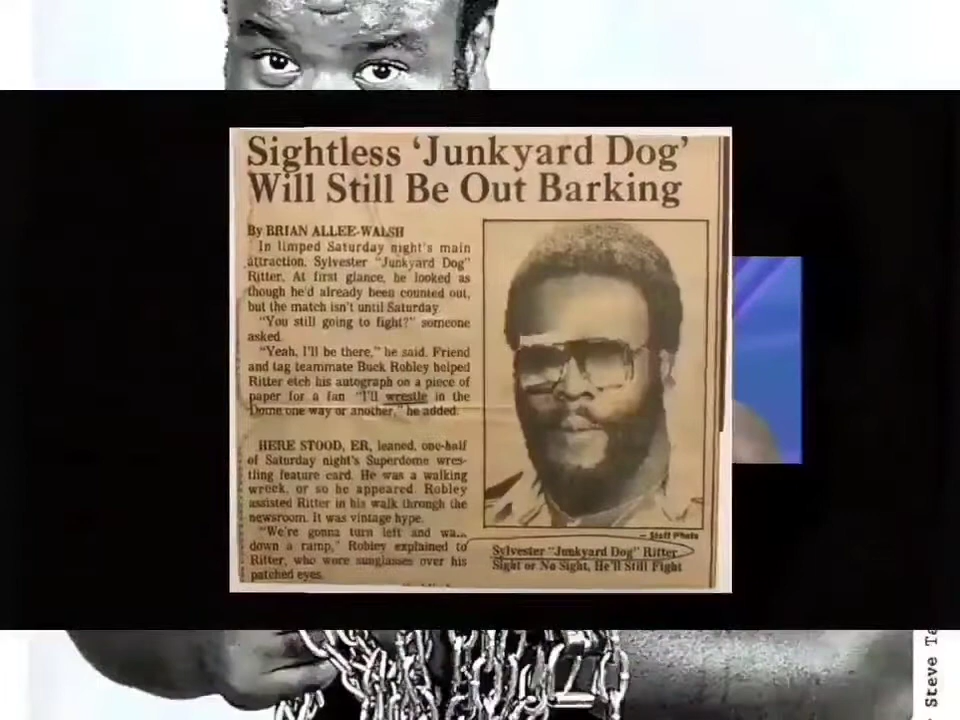 Sightless 'Junkyard Dog'
Will Still Be Out Barking
By BRIAN ALLEE-WALSH
In limped Saturday night's main
attraction, Sylvester "Junkyard Dog"
Ritter. At first glance, he looked as
though he'd already been counted out,
but the match isn't until Saturday.
"You still going to fight?" someone
asked.
"Yeah, I'll be there," he said. Friend
and tag teammate Buck Robley helped
Ritter etch his autograph on a piece of
paper for a fan "I'll wrestle in the
Dome one way or another," he added.
HERE STOOD, ER, leaned, one-half
of Saturday night's Superdome wres-
tling feature card. He was a walking
wreck, or so he appeared. Robley
assisted Ritter in his walk through the
newsroom. It was vintage hype.
"We're gonna turn left and wa...
down a ramp," Robley explained to
Ritter, who wore sunglasses over his
patched eyes.
— Staff Photo
Sylvester "Junkyard Dog" Ritter
Sight or No Sight, He'll Still Fight
Steve